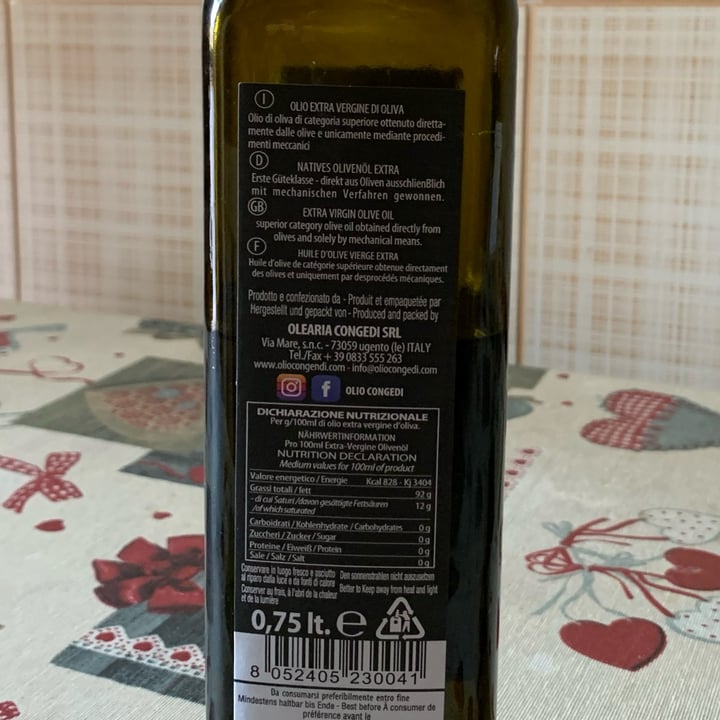 I
OLIO EXTRA VERGINE DI OLIVA
Olio di oliva di categoria superiore ottenuto diretta-
mente dalle olive e unicamente mediante procedi-
menti meccanici
D
NATIVES OLIVENÖL EXTRA
Erste Güteklasse - direkt aus Oliven ausschlienBlich
mit mechanischen Verfahren gewonnen.
GB
EXTRA VIRGIN OLIVE OIL
superior category olive oil obtained directly from
olives and solely by mechanical means.
F
HUILE D'OLIVE VIERGE EXTRA
Huile d'olive de catégorie supérieure obtenue directament
des olives et uniquement par desprocédés mécaniques.
Prodotto e confezionato da - Produit et empaquetée par
Hergestellt und gepackt von - Produced and packed by
OLEARIA CONGEDI SRL
Via Mare, s.n.c. - 73059 ugento (le) ITALY
Tel./Fax + 39 0833 555 263
www.oliocongendi.com - info@oliocongedi.com
OLIO CONGEDI
DICHIARAZIONE NUTRIZIONALE
Per g/100ml di olio extra vergine d'oliva.
NÄHRWERTINFORMATION
Pro 100ml Extra-Vergine Olivenöl
NUTRITION DECLARATION
Medium values for 100ml of product
Valore energetico / Energie Kcal 828 - Kj 3404
Grassi totali / fett 92 g
- di cui Saturi /davon gesättigte Fettsäuren 12 g
/of which saturated
Carboidrati / Kohlenhydrate / Carbohydrates 0 g
Zuccheri / Zucker / Sugar 0 g
Proteine / Eiweiß / Protein 0 g
Sale / Salz / Salt 0 g
Conservare in luogo fresco e asciutto Den sonnenstrahlen nicht auszusetzen
al riparo dalla luce e da fonti di calore Better to Keep away from heat and light
Conserver au frais, à l'abri de la chaleur
et de la lumière
0,75 lt. e
8 052405 230041
Da consumarsi preferibilmente entro fine
Mindestens haltbar bis Ende - Best before À consumer de
préférence avant le